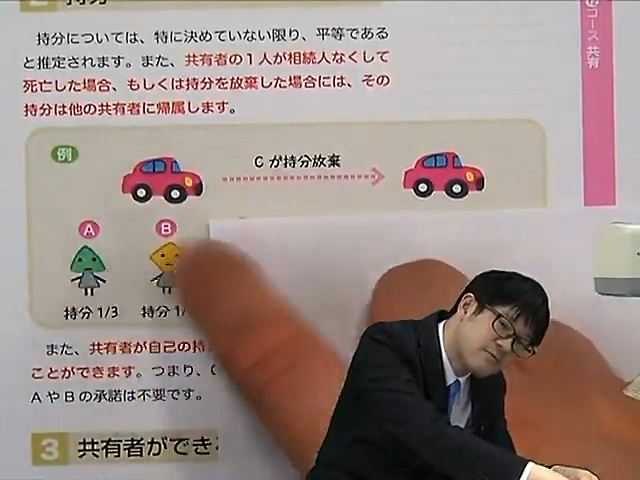 2 持分
持分については、特に決めていない限り、平等である
と推定されます。また、共有者の1人が相続人なくして
死亡した場合、もしくは持分を放棄した場合には、その
持分は他の共有者に帰属します。
例
Cが持分放棄
A B
持分 1/3 持分 1/
また、共有者が自己の持
ことができます。つまり、C
AやBの承諾は不要です。
3 共有者ができ
コース 共有